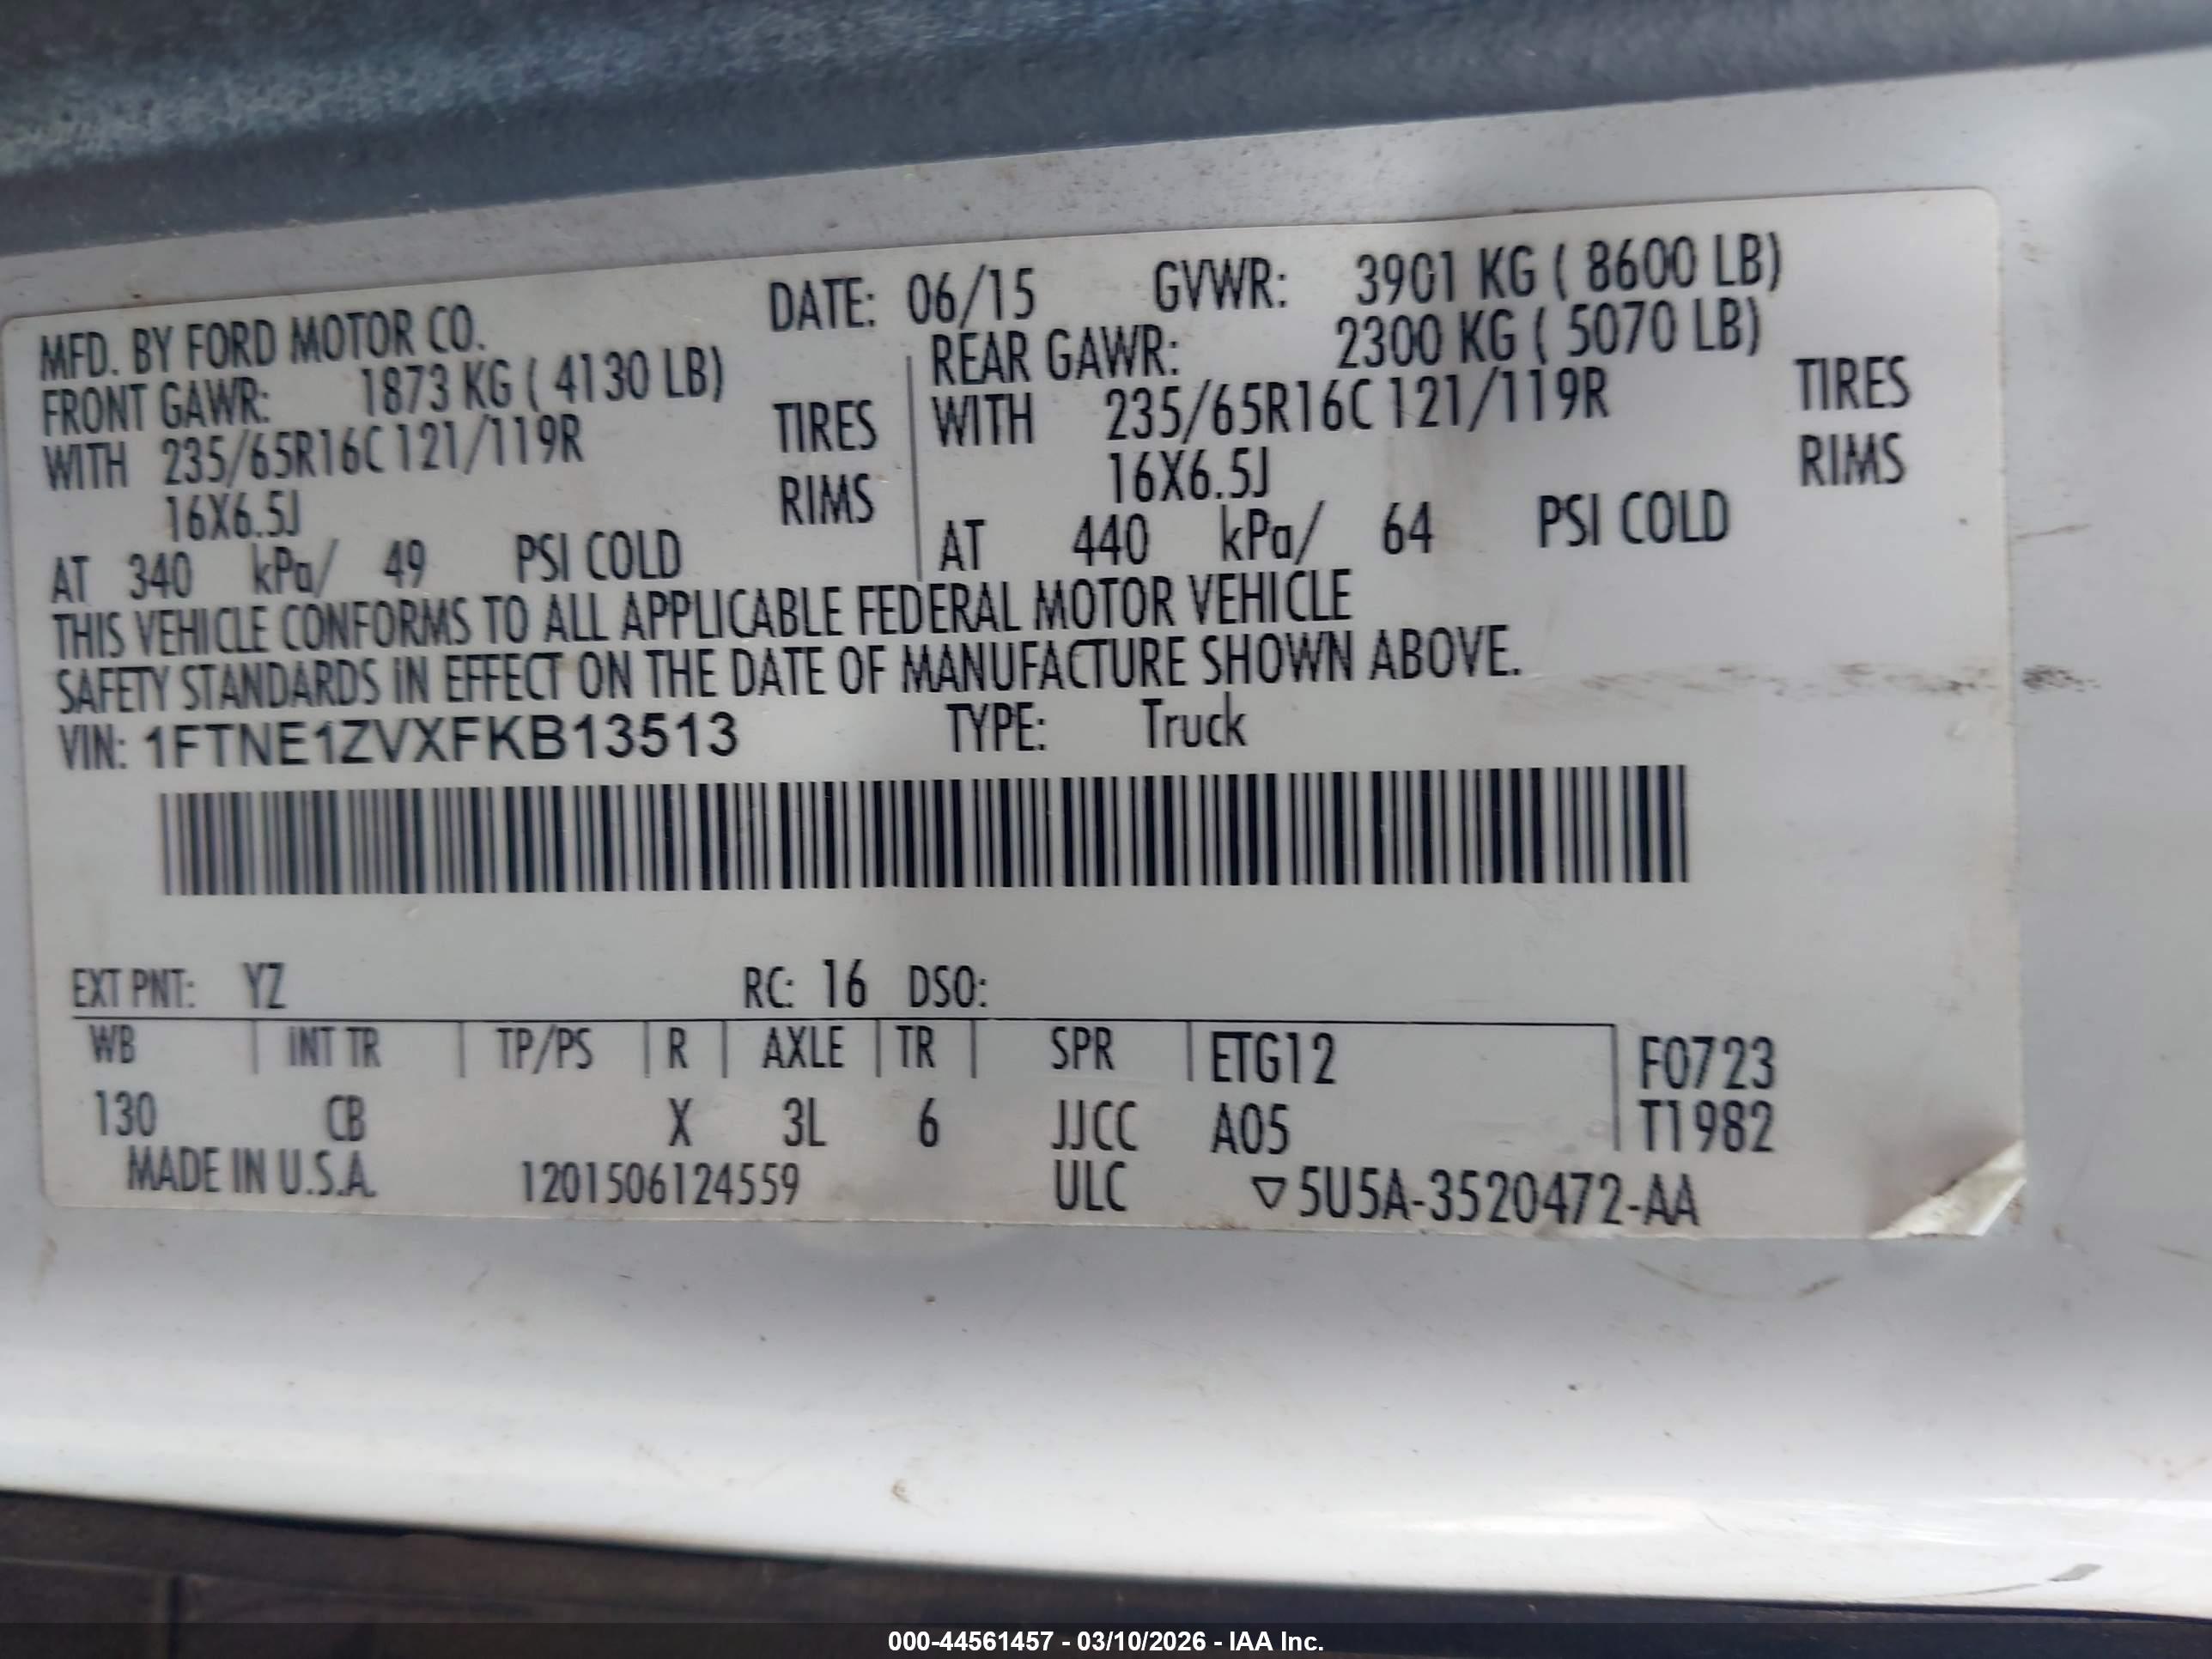 MFD. BY FORD MOTOR CO.
DATE: 06/15 GVWR: 3901 KG ( 8600 LB)
FRONT GAWR: 1873 KG ( 4130 LB)
WITH 235/65R16C 121/119R TIRES
16X6.5J RIMS
AT 340 kPa/ 49 PSI COLD
REAR GAWR: 2300 KG ( 5070 LB)
WITH 235/65R16C 121/119R TIRES
16X6.5J RIMS
AT 440 kPa/ 64 PSI COLD
THIS VEHICLE CONFORMS TO ALL APPLICABLE FEDERAL MOTOR VEHICLE
SAFETY STANDARDS IN EFFECT ON THE DATE OF MANUFACTURE SHOWN ABOVE.
VIN: 1FTNE1ZVXFKB13513 TYPE: Truck
EXT PNT: YZ RC: 16 DSO:
WB INT TR TP/PS R AXLE TR SPR ETG12 F0723
130 CB X 3L 6 JJCC A05 T1982
MADE IN U.S.A. 1201506124559 ULC ▽5U5A-3520472-AA
000-44561457 - 03/10/2026 - IAA Inc.